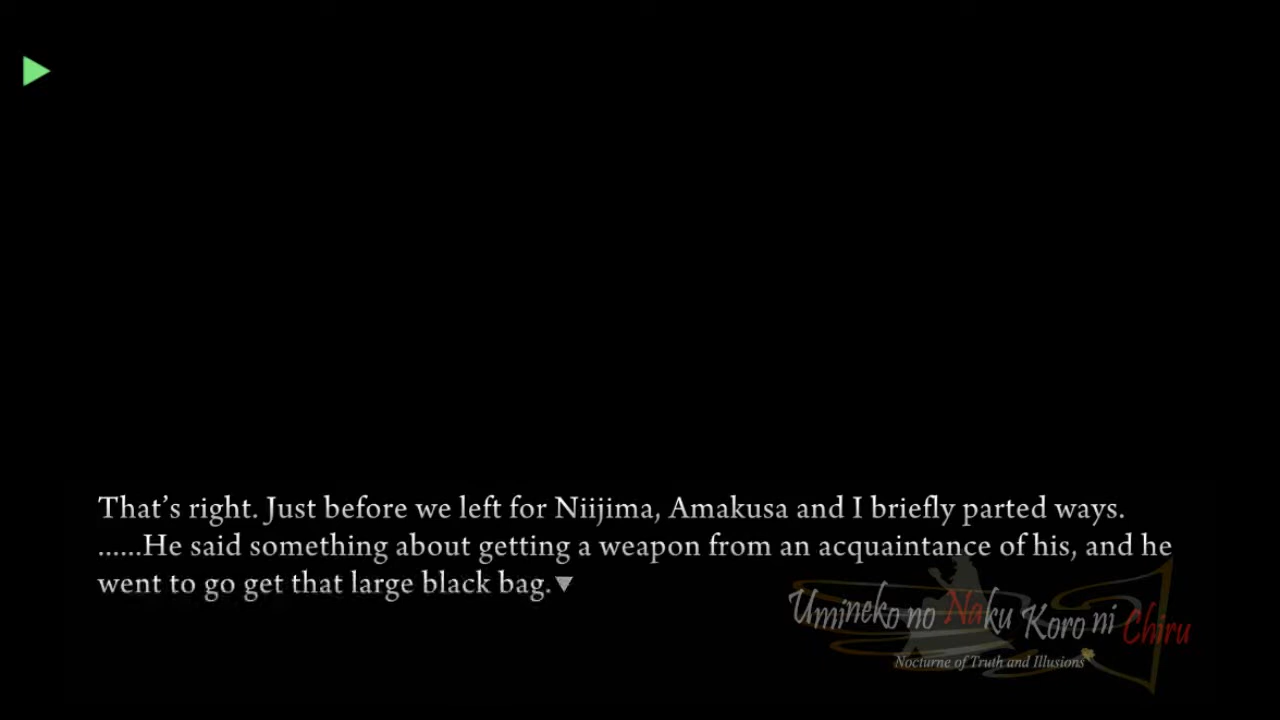 That's right. Just before we left for Niijima, Amakusa and I briefly parted ways.
......He said something about getting a weapon from an acquaintance of his, and he
went to go get that large black bag.
Umineko no Naku Koro ni Chiru
Nocturne of Truth and Illusions